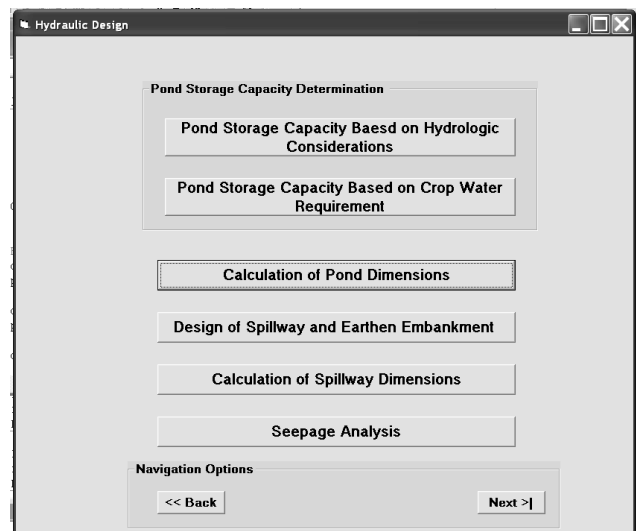 Hydraulic Design
Pond Storage Capacity Determination
Pond Storage Capacity Baesd on Hydrologic
Considerations
Pond Storage Capacity Based on Crop Water
Requirement
Calculation of Pond Dimensions
Design of Spillway and Earthen Embankment
Calculation of Spillway Dimensions
Seepage Analysis
Navigation Options
<< Back
Next >|